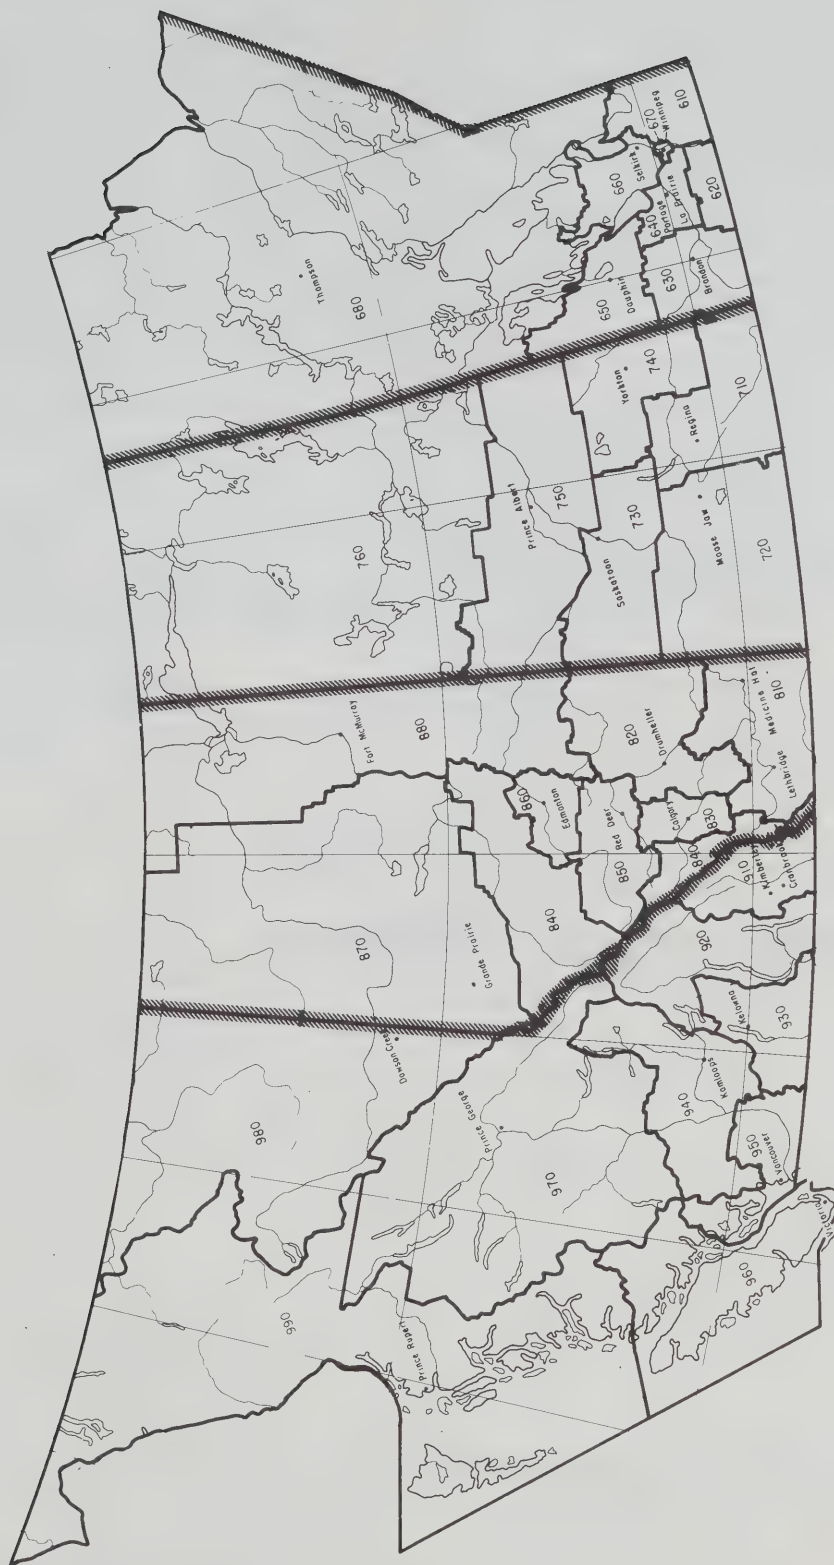 990
Prince Rupert
960
Victoria
980
Dawson Creek
Prince George
970
940
Kamloops
950
Vancouver
930
Kelowna
920
910
Kimberley
Cranbrook
870
Grande Prairie
840
850
Red Deer
860
Edmonton
840
830
Calgary
880
Fort McMurray
820
Drumheller
810
Medicine Hat
Lethbridge
760
750
Prince Albert
730
Saskatoon
720
Moose Jaw
740
Yorkton
710
Regina
680
Thompson
650
Dauphin
630
Brandon
640
Portage
La Prairie
660
Selkirk
670
Winnipeg
620
610